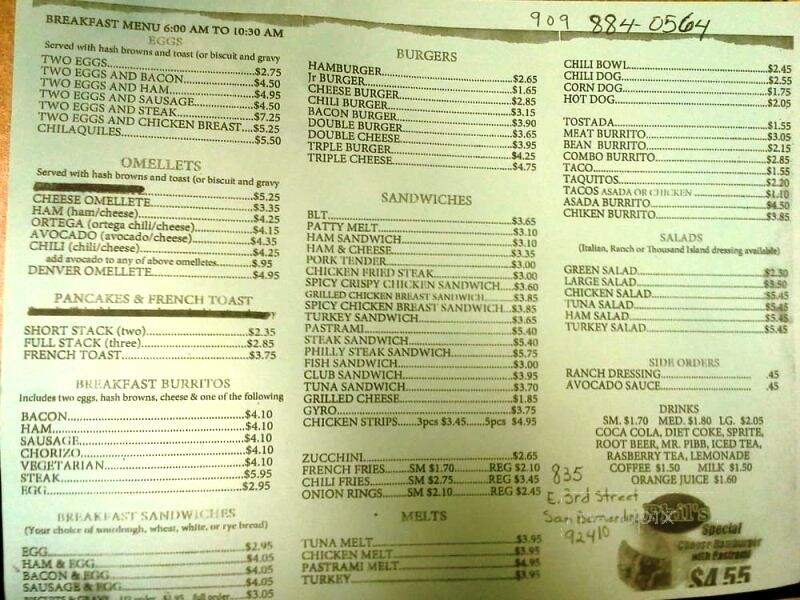 909 884-0564
BREAKFAST MENU 6:00 AM TO 10:30 AM
EGGS
Served with hash browns and toast (or biscuit and gravy
TWO EGGS...$2.75
TWO EGGS AND BACON...$4.50
TWO EGGS AND HAM...$4.95
TWO EGGS AND SAUSAGE...$4.50
TWO EGGS AND STEAK...$7.25
TWO EGGS AND CHICKEN BREAST...$5.25
CHILAQUILES...$5.50
OMELLETS
Served with hash browns and toast (or biscuit and gravy
$5.25
CHEESE OMELLETE...$3.35
HAM (ham/cheese)...$4.25
ORTEGA (ortega chili/cheese)...$4.15
AVOCADO (avocado/cheese)...$4.35
CHILI (chili/cheese)...$4.25
add avocado to any of above omelletes...$.95
DENVER OMELLETE...$4.95
PANCAKES & FRENCH TOAST
SHORT STACK (two)...$2.35
FULL STACK (three)...$2.85
FRENCH TOAST...$3.75
BREAKFAST BURRITOS
Includes two eggs, hash browns, cheese & one of the following
BACON...$4.10
HAM...$4.10
SAUSAGE...$4.10
CHORIZO...$4.10
VEGETARIAN...$4.10
STEAK...$5.95
EGG...$2.95
BREAKFAST SANDWICHES
(Your choice of sourdough, wheat, white, or rye bread)
EGG...$2.95
HAM & EGG...$4.05
BACON & EGG...$4.05
SAUSAGE & EGG...$4.05
$3.05
BURGERS
HAMBURGER...$2.65
Jr BURGER...$1.65
CHEESE BURGER...$2.85
CHILI BURGER...$3.15
BACON BURGER...$3.90
DOUBLE BURGER...$3.65
DOUBLE CHEESE...$3.95
TRPLE BURGER...$4.25
TRIPLE CHEESE...$4.75
SANDWICHES
BLT...$3.65
PATTY MELT...$3.10
HAM SANDWICH...$3.10
HAM & CHEESE...$3.35
PORK TENDER...$3.00
CHICKEN FRIED STEAK...$3.00
SPICY CRISPY CHICKEN SANDWICH...$3.60
GRILLED CHICKEN BREAST SANDWICH...$3.85
SPICY CHICKEN BREAST SANDWICH...$3.85
TURKEY SANDWICH...$3.65
PASTRAMI...$5.40
STEAK SANDWICH...$5.40
PHILLY STEAK SANDWICH...$5.75
FISH SANDWICH...$3.00
CLUB SANDWICH...$3.95
TUNA SANDWICH...$3.70
GRILLED CHEESE...$1.85
GYRO...$3.75
CHICKEN STRIPS...3pcs $3.45...5pcs $4.95
ZUCCHINI...$2.65
FRENCH FRIES...SM $1.70...REG $2.10
CHILI FRIES...SM $2.75...REG $3.45
ONION RINGS...SM $2.10...REG $2.45
MELTS
TUNA MELT...$3.95
CHICKEN MELT...$3.95
PASTRAMI MELT...$4.95
TURKEY...$3.95
CHILI BOWL...$2.45
CHILI DOG...$2.55
CORN DOG...$1.75
HOT DOG...$2.05
TOSTADA...$1.55
MEAT BURRITO...$3.05
BEAN BURRITO...$2.15
COMBO BURRITO...$2.85
TACO...$1.55
TAQUITOS...$2.20
TACOS ASADA OR CHICKEN...$1.10
ASADA BURRITO...$4.50
CHIKEN BURRITO...$3.85
SALADS
(Italian, Ranch or Thousand Island dressing available)
GREEN SALAD...$2.30
LARGE SALAD...$3.50
CHICKEN SALAD...$5.45
TUNA SALAD...$5.45
HAM SALAD...$5.45
TURKEY SALAD...$5.45
SIDE ORDERS
RANCH DRESSING....45
AVOCADO SAUCE....45
DRINKS
SM. $1.70 MED. $1.80 LG. $2.05
COCA COLA, DIET COKE, SPRITE,
ROOT BEER, MR. PIBB, ICED TEA,
RASBERRY TEA, LEMONADE
COFFEE $1.50 MILK $1.50
ORANGE JUICE $1.60
835
E. 3rd Street
San Bernardino
92410
Special
Cheese Hamburger
with Pastrami
$4.55